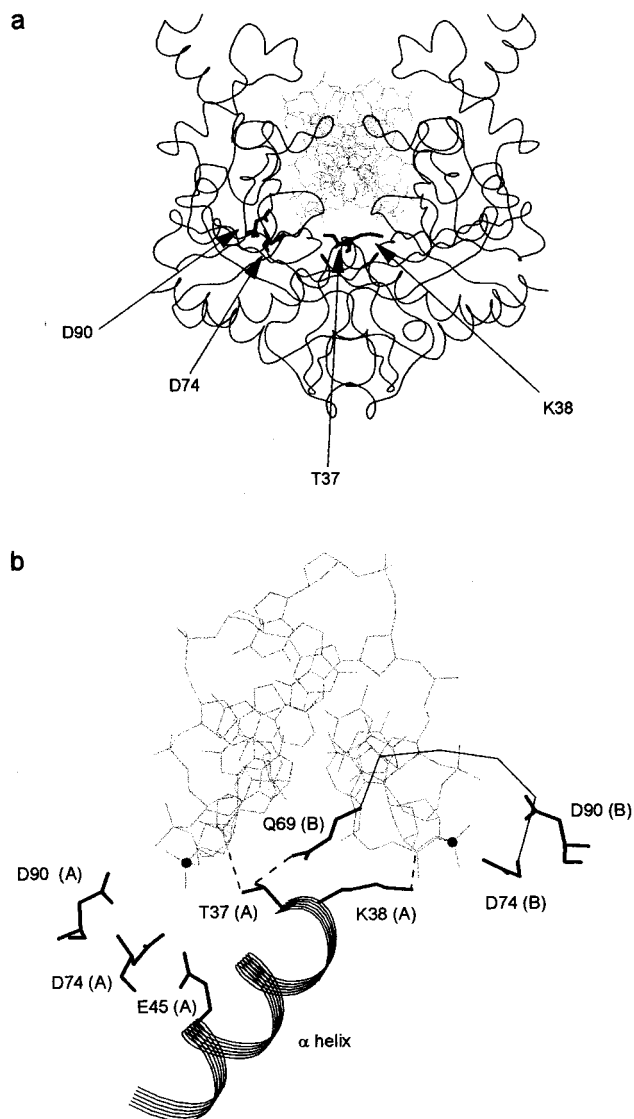 a
D90
D74
K38
T37
b
Q69 (B)
D90 (B)
D90 (A)
T37 (A)
K38 (A)
D74 (B)
D74 (A)
E45 (A)
α helix